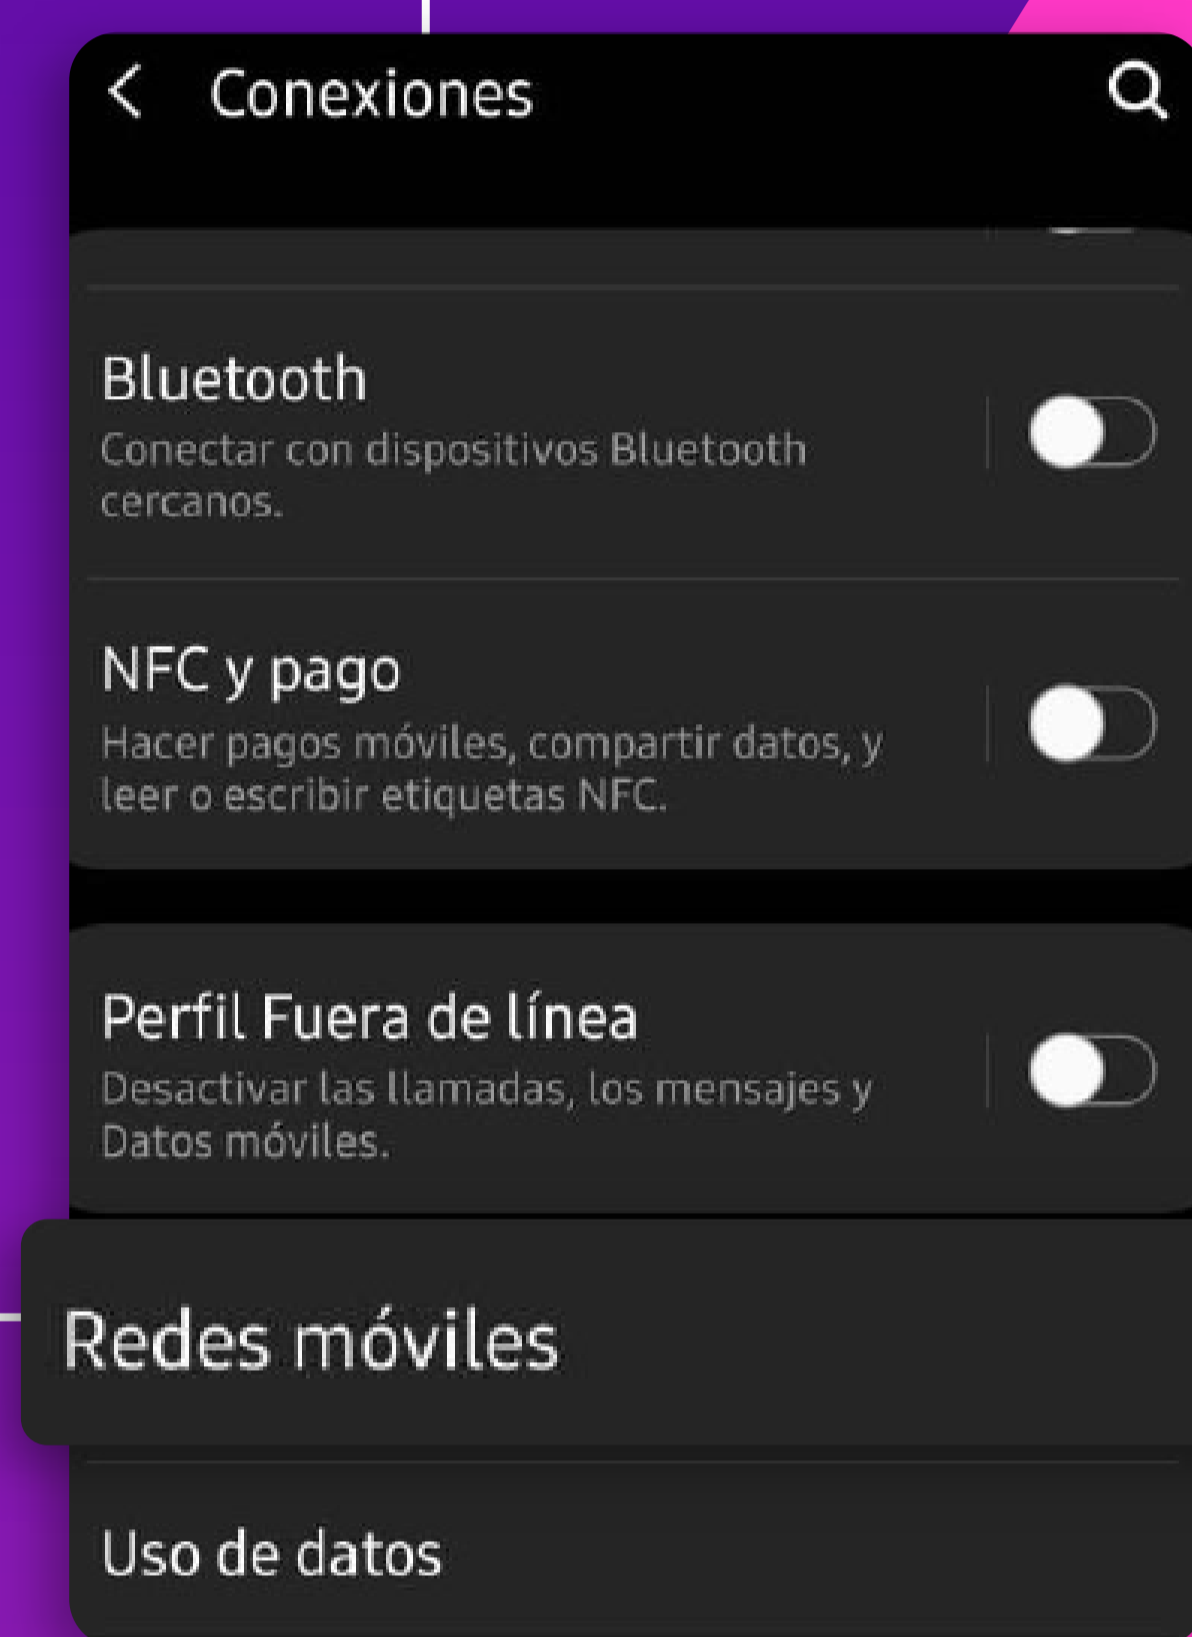 Conexiones
Bluetooth
Conectar con dispositivos Bluetooth
cercanos.
NFC y pago
Hacer pagos móviles, compartir datos, y
leer o escribir etiquetas NFC.
Perfil Fuera de línea
Desactivar las llamadas, los mensajes y
Datos móviles.
Redes móviles
Uso de datos